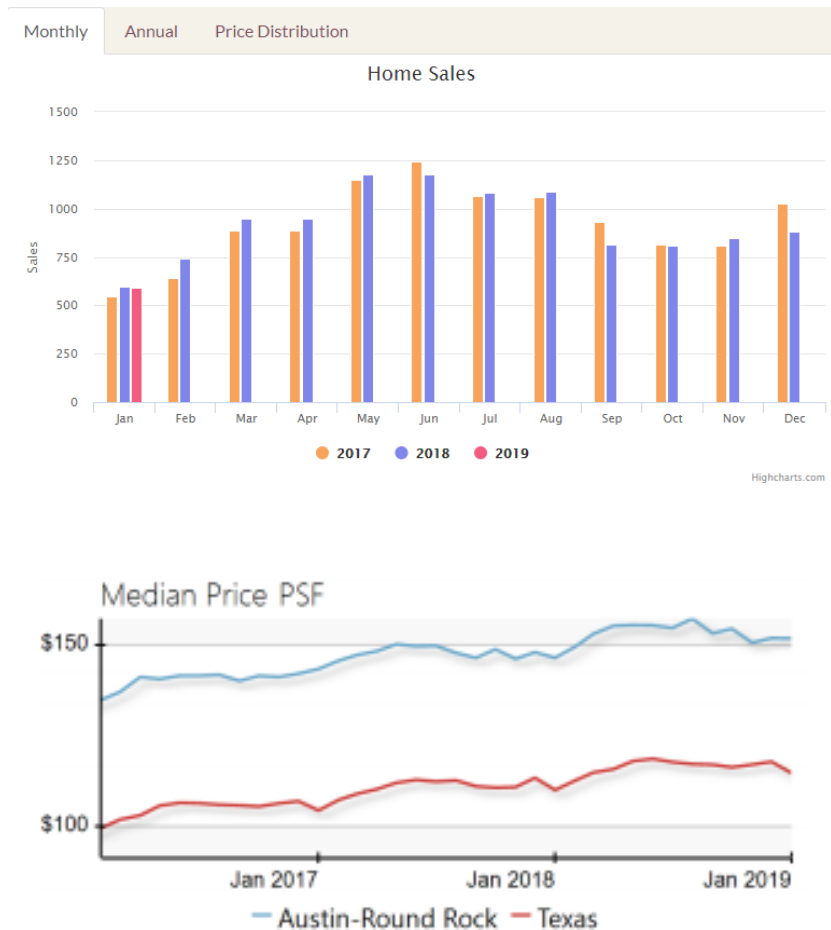 Monthly Annual Price Distribution
Home Sales
1500
1250
1000
750
500
250
0
Sales
Jan Feb Mar Apr May Jun Jul Aug Sep Oct Nov Dec
2017 2018 2019
Highcharts.com
Median Price PSF
$150
$100
Jan 2017 Jan 2018 Jan 2019
Austin-Round Rock Texas